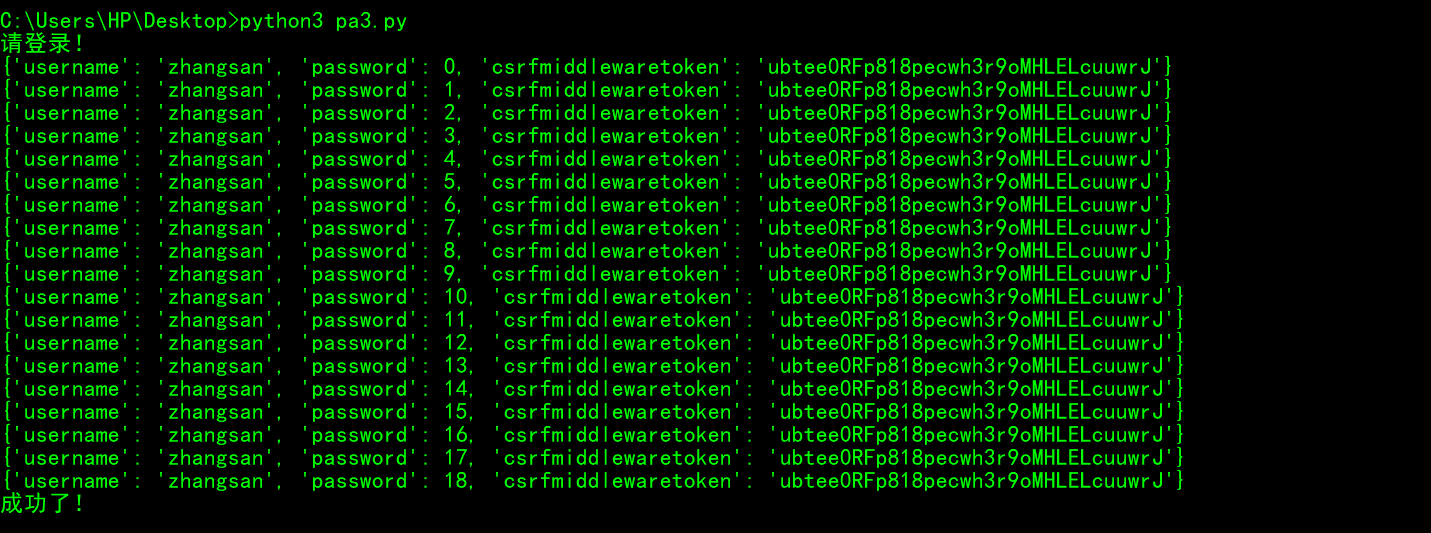 C:\Users\HP\Desktop>python3 pa3.py
请登录!
{'username': 'zhangsan', 'password': 0, 'csrfmiddlewaretoken': 'ubtee0RFp818pecwh3r9oMHLELcuuwrJ'}
{'username': 'zhangsan', 'password': 1, 'csrfmiddlewaretoken': 'ubtee0RFp818pecwh3r9oMHLELcuuwrJ'}
{'username': 'zhangsan', 'password': 2, 'csrfmiddlewaretoken': 'ubtee0RFp818pecwh3r9oMHLELcuuwrJ'}
{'username': 'zhangsan', 'password': 3, 'csrfmiddlewaretoken': 'ubtee0RFp818pecwh3r9oMHLELcuuwrJ'}
{'username': 'zhangsan', 'password': 4, 'csrfmiddlewaretoken': 'ubtee0RFp818pecwh3r9oMHLELcuuwrJ'}
{'username': 'zhangsan', 'password': 5, 'csrfmiddlewaretoken': 'ubtee0RFp818pecwh3r9oMHLELcuuwrJ'}
{'username': 'zhangsan', 'password': 6, 'csrfmiddlewaretoken': 'ubtee0RFp818pecwh3r9oMHLELcuuwrJ'}
{'username': 'zhangsan', 'password': 7, 'csrfmiddlewaretoken': 'ubtee0RFp818pecwh3r9oMHLELcuuwrJ'}
{'username': 'zhangsan', 'password': 8, 'csrfmiddlewaretoken': 'ubtee0RFp818pecwh3r9oMHLELcuuwrJ'}
{'username': 'zhangsan', 'password': 9, 'csrfmiddlewaretoken': 'ubtee0RFp818pecwh3r9oMHLELcuuwrJ'}
{'username': 'zhangsan', 'password': 10, 'csrfmiddlewaretoken': 'ubtee0RFp818pecwh3r9oMHLELcuuwrJ'}
{'username': 'zhangsan', 'password': 11, 'csrfmiddlewaretoken': 'ubtee0RFp818pecwh3r9oMHLELcuuwrJ'}
{'username': 'zhangsan', 'password': 12, 'csrfmiddlewaretoken': 'ubtee0RFp818pecwh3r9oMHLELcuuwrJ'}
{'username': 'zhangsan', 'password': 13, 'csrfmiddlewaretoken': 'ubtee0RFp818pecwh3r9oMHLELcuuwrJ'}
{'username': 'zhangsan', 'password': 14, 'csrfmiddlewaretoken': 'ubtee0RFp818pecwh3r9oMHLELcuuwrJ'}
{'username': 'zhangsan', 'password': 15, 'csrfmiddlewaretoken': 'ubtee0RFp818pecwh3r9oMHLELcuuwrJ'}
{'username': 'zhangsan', 'password': 16, 'csrfmiddlewaretoken': 'ubtee0RFp818pecwh3r9oMHLELcuuwrJ'}
{'username': 'zhangsan', 'password': 17, 'csrfmiddlewaretoken': 'ubtee0RFp818pecwh3r9oMHLELcuuwrJ'}
{'username': 'zhangsan', 'password': 18, 'csrfmiddlewaretoken': 'ubtee0RFp818pecwh3r9oMHLELcuuwrJ'}
成功了!